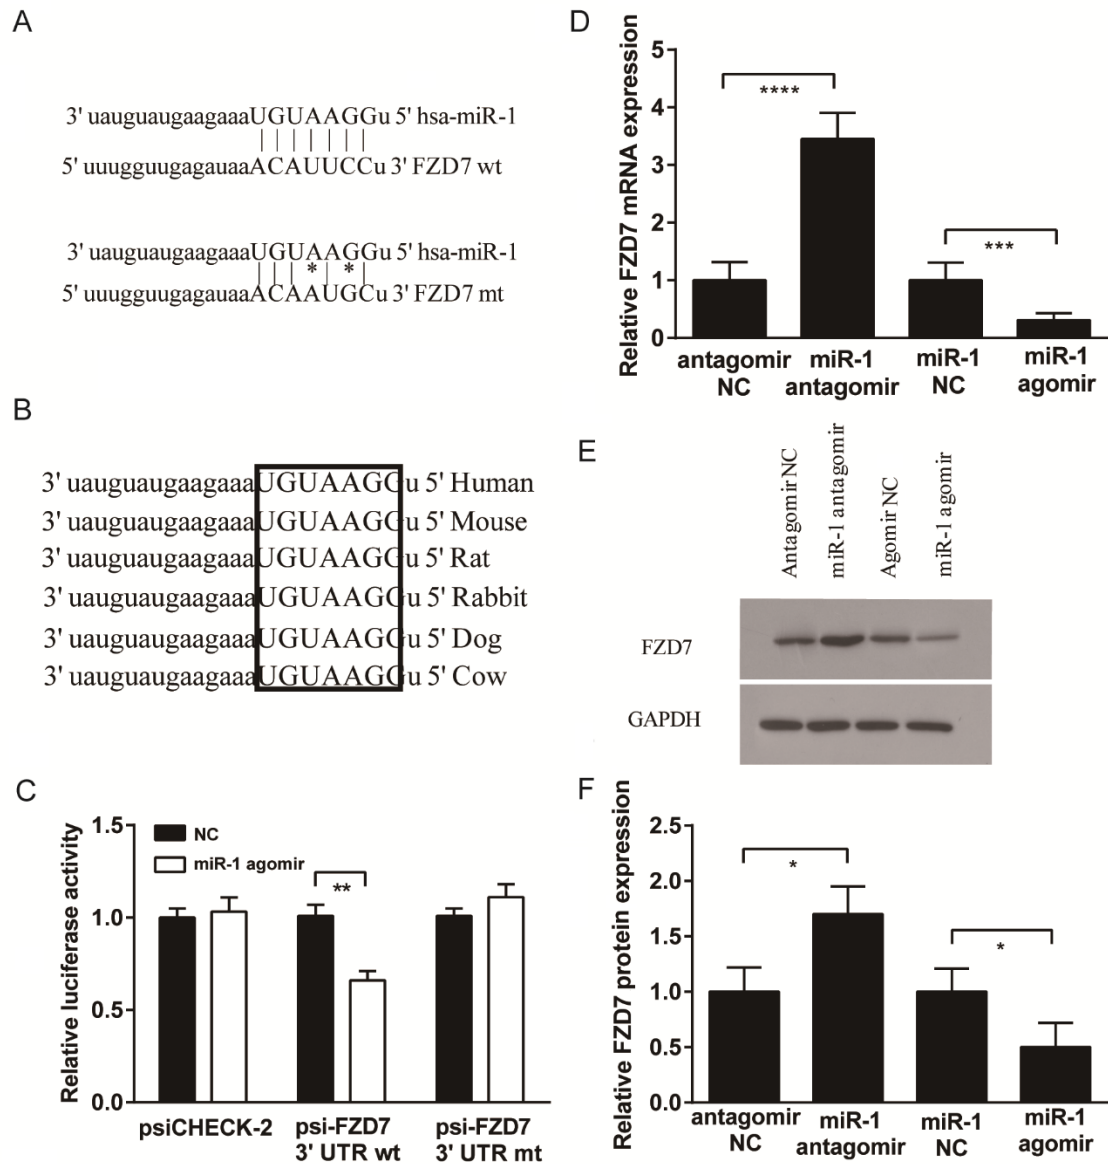 A
3' uauguaugaagaaaUGUAAGGu 5' hsa-miR-1
5' uuugguugagauaaACAUUCCu 3' FZD7 wt
3' uauguaugaagaaaUGUAAGGu 5' hsa-miR-1
* *
5' uuugguugagauaaACAAUGCu 3' FZD7 mt
B
3' uauguaugaagaaaUGUAAGGu 5' Human
3' uauguaugaagaaaUGUAAGGu 5' Mouse
3' uauguaugaagaaaUGUAAGGu 5' Rat
3' uauguaugaagaaaUGUAAGGu 5' Rabbit
3' uauguaugaagaaaUGUAAGGu 5' Dog
3' uauguaugaagaaaUGUAAGGu 5' Cow
C
Relative luciferase activity
1.5
1.0
0.5
0.0
NC
miR-1 agomir
**
psiCHECK-2
psi-FZD7
3' UTR wt
psi-FZD7
3' UTR mt
D
Relative FZD7 mRNA expression
5
4
3
2
1
0
****
***
antagomir
NC
miR-1
antagomir
miR-1
NC
miR-1
agomir
E
Antagomir NC
miR-1 antagomir
Agomir NC
miR-1 agomir
FZD7
GAPDH
F
Relative FZD7 protein expression
2.5
2.0
1.5
1.0
0.5
0.0
*
*
antagomir
NC
miR-1
antagomir
miR-1
NC
miR-1
agomir